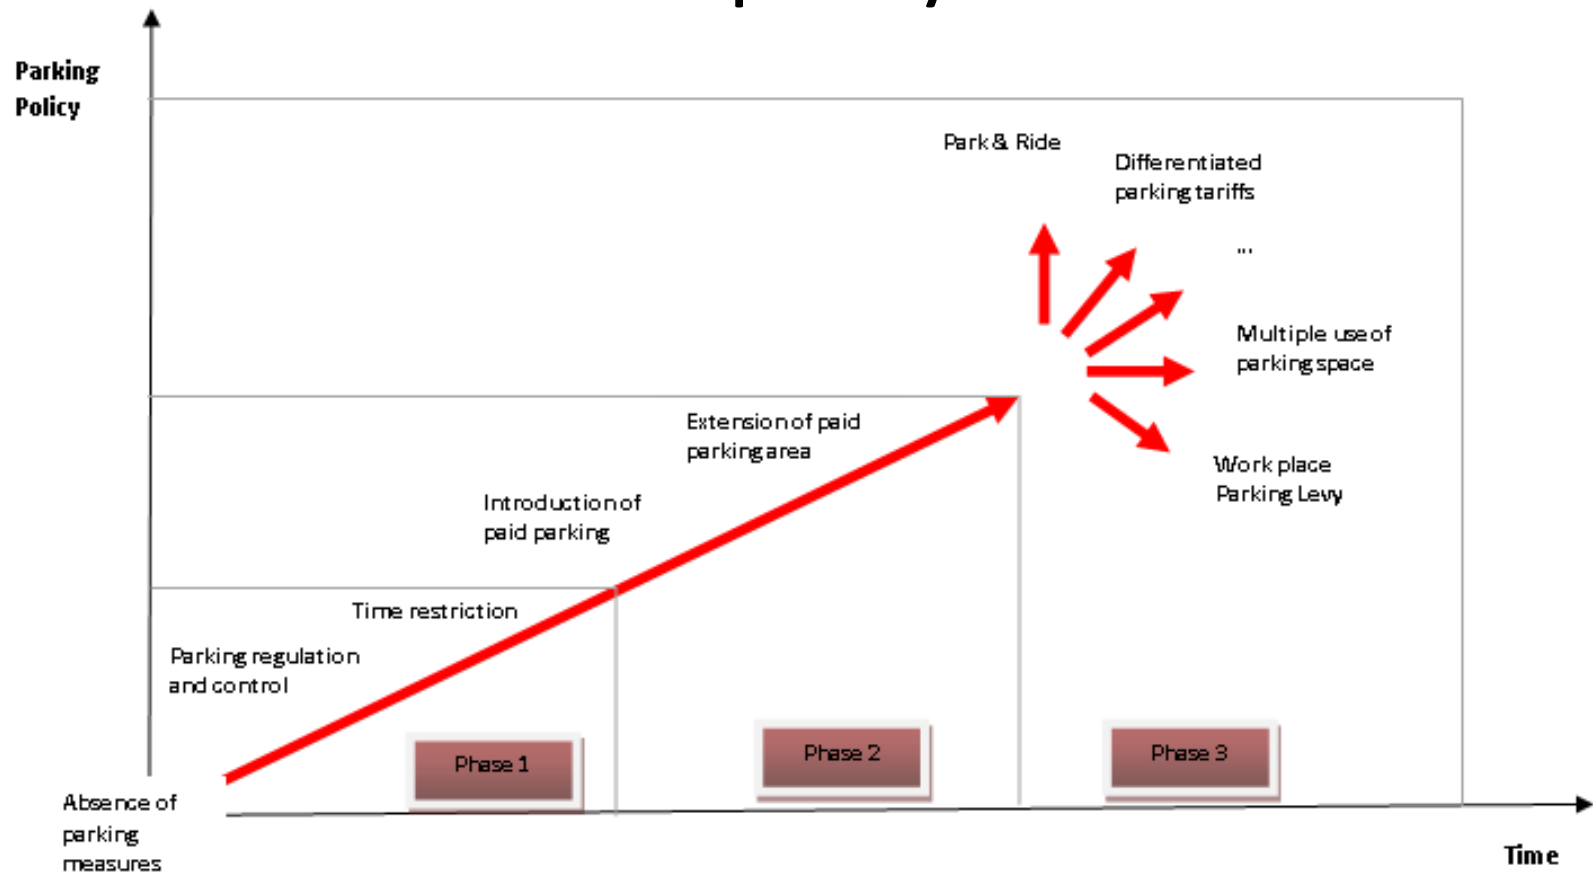 Parking
Policy
Park & Ride
Differentiated
parking tariffs
...
Multiple use of
parking space
Extension of paid
parking area
Work place
Parking Levy
Introduction of
paid parking
Time restriction
Parking regulation
and control
Phase 1
Phase 2
Phase 3
Absence of
parking
measures
Time